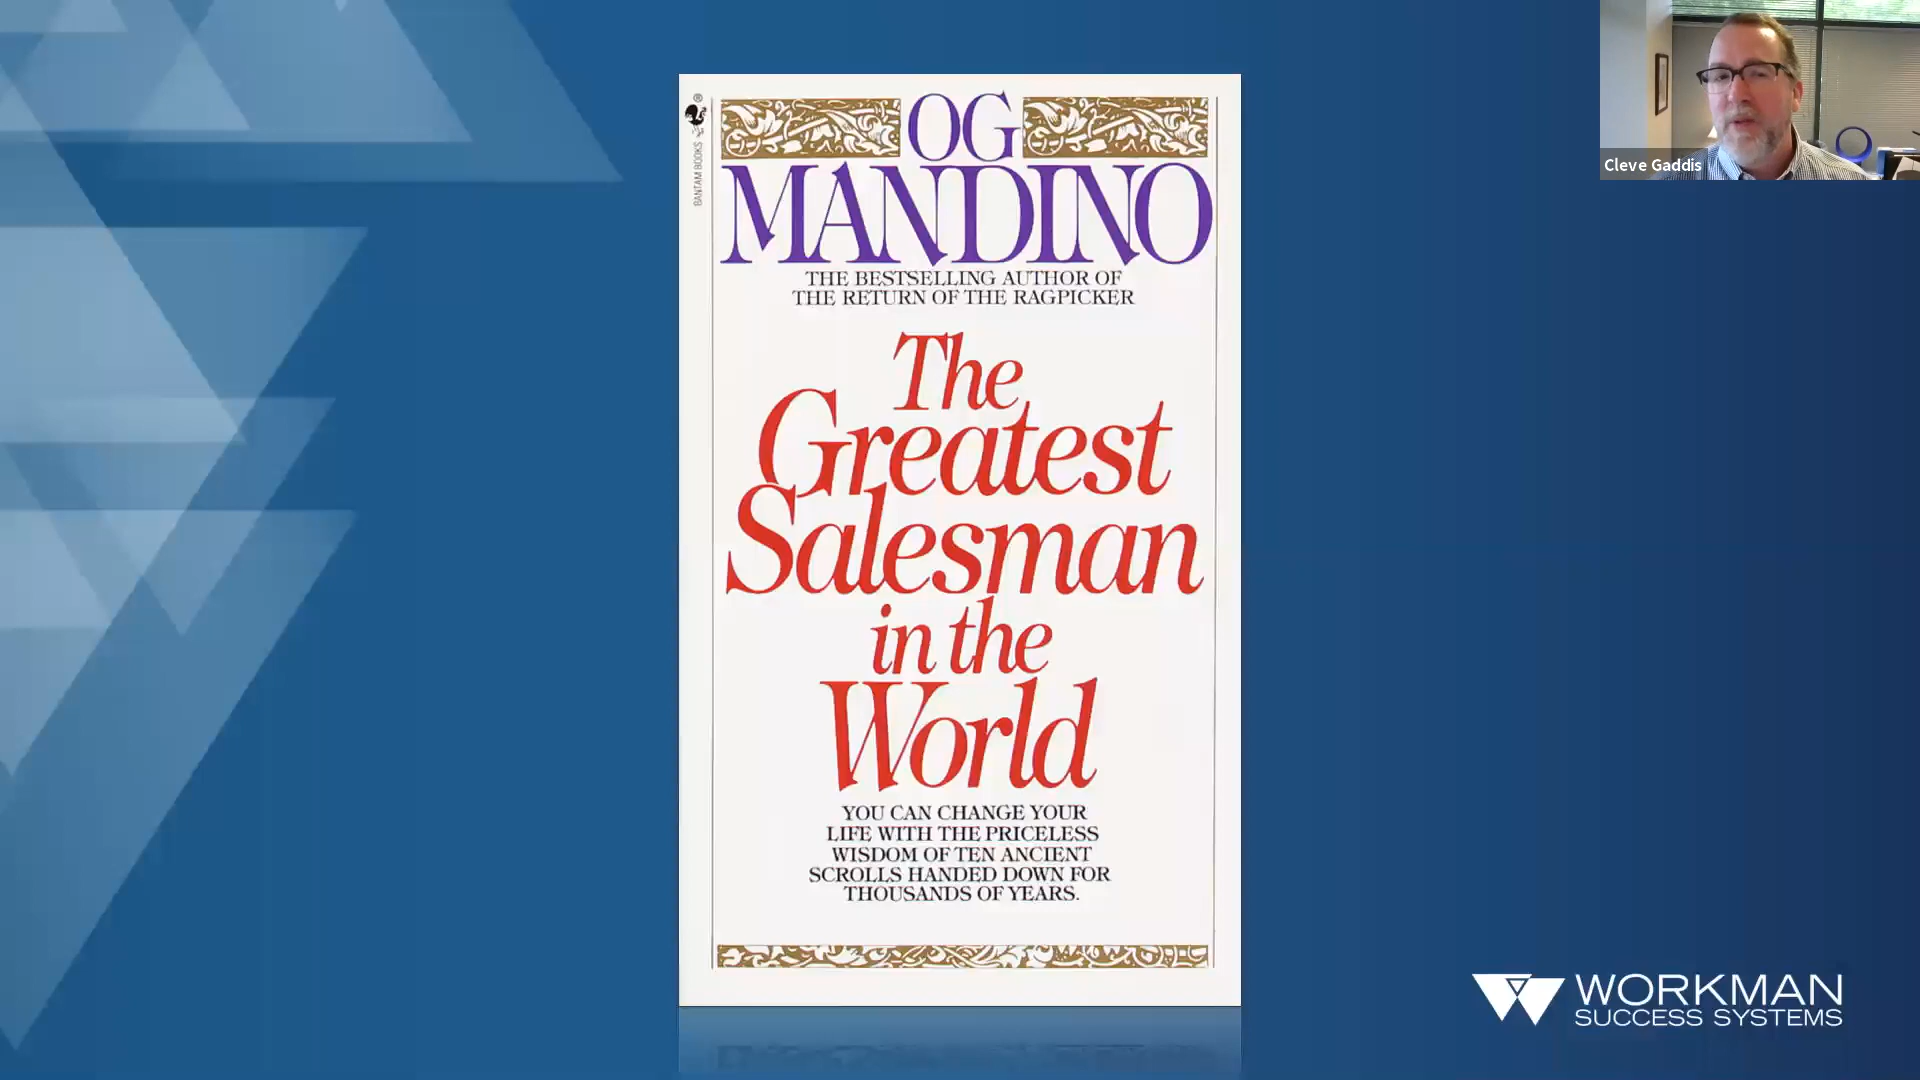 OG
MANDINO
THE BESTSELLING AUTHOR OF
THE RETURN OF THE RAGPICKER
The
Greatest
Salesman
in the
World
YOU CAN CHANGE YOUR
LIFE WITH THE PRICELESS
WISDOM OF TEN ANCIENT
SCROLLS HANDED DOWN FOR
THOUSANDS OF YEARS.
BANTAM BOOKS
®
Cleve Gaddis
WORKMAN
SUCCESS SYSTEMS